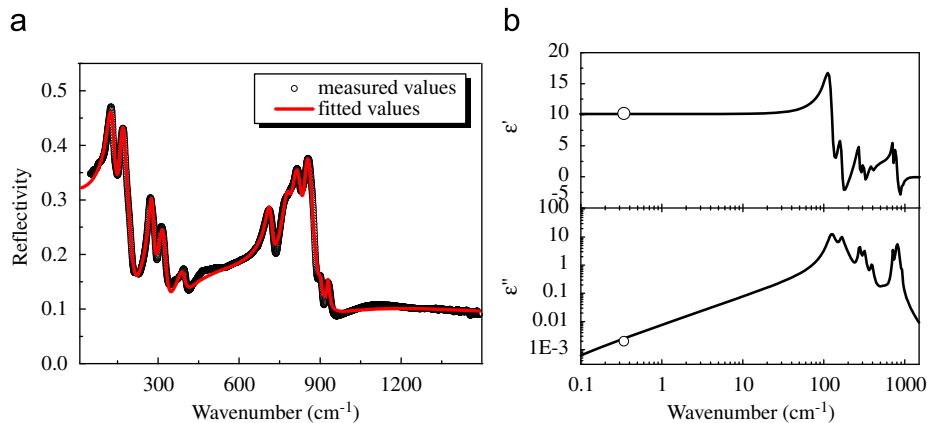 a
b
measured values
fitted values
0.5
0.4
0.3
0.2
0.1
0.0
Reflectivity
300
600
900
1200
Wavenumber (cm-1)
20
15
10
5
0
-5
ε'
100
10
1
0.1
0.01
1E-3
ε"
0.1
1
10
100
1000
Wavenumber (cm-1)